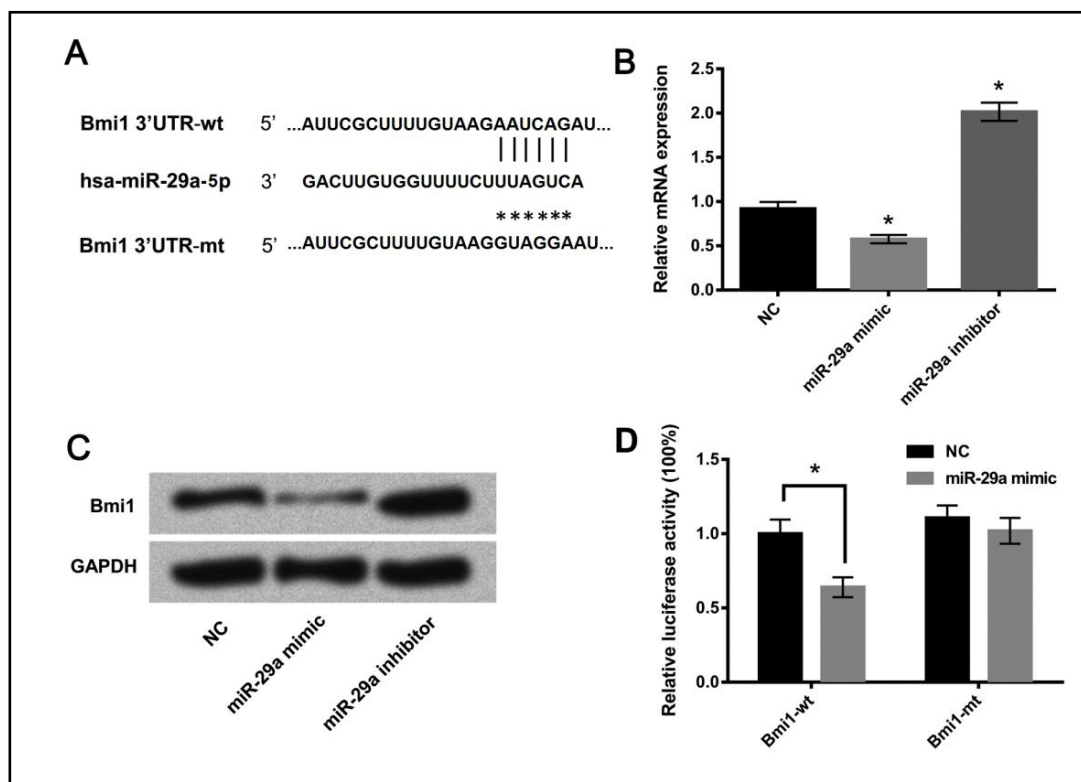 A
Bmi1 3'UTR-wt 5' ...AUUCGCUUUUGUAAGAAUCAGAU...
hsa-miR-29a-5p 3' GACUUGUGGUUUUCUUUAGUCA
******
Bmi1 3'UTR-mt 5' ...AUUCGCUUUUGUAAGGUAGGAAU...
B
Relative mRNA expression
2.5
2.0
1.5
1.0
0.5
0.0
*
*
NC
miR-29a mimic
miR-29a inhibitor
C
Bmi1
GAPDH
NC
miR-29a mimic
miR-29a inhibitor
D
Relative luciferase activity (100%)
1.5
1.0
0.5
0.0
NC
miR-29a mimic
*
Bmi1-wt
Bmi1-mt